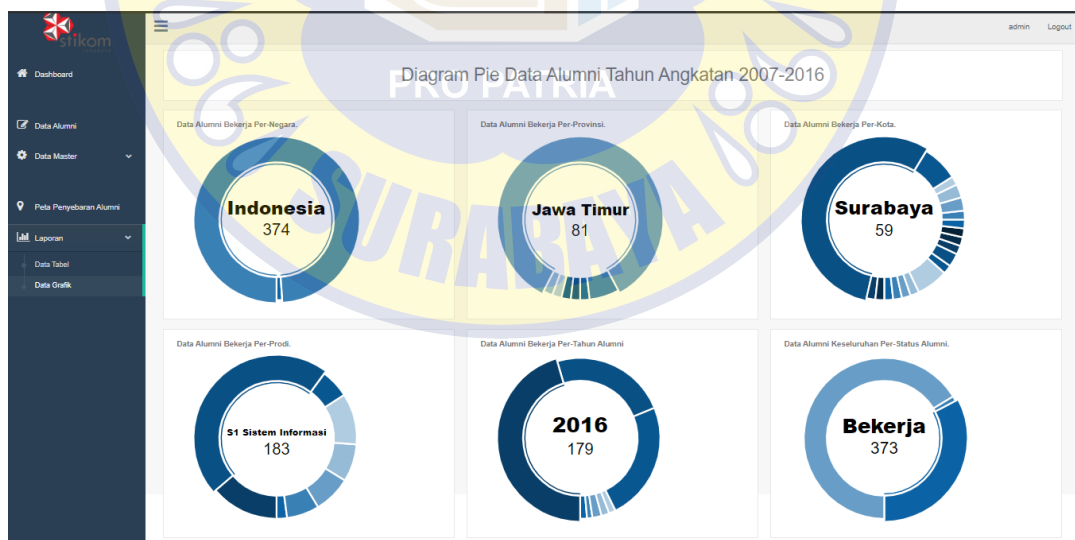 stikom
admin Logout
Dashboard
Diagram Pie Data Alumni Tahun Angkatan 2007-2016
PRO PATRIA
Data Alumni
Data Master
Peta Penyebaran Alumni
Laporan
Data Tabel
Data Grafik
Data Alumni Bekerja Per-Negara.
Indonesia
374
Data Alumni Bekerja Per-Provinsi.
Jawa Timur
81
Data Alumni Bekerja Per-Kota.
Surabaya
59
SURABAYA
Data Alumni Bekerja Per-Prodi.
S1 Sistem Informasi
183
Data Alumni Bekerja Per-Tahun Alumni
2016
179
Data Alumni Keseluruhan Per-Status Alumni.
Bekerja
373